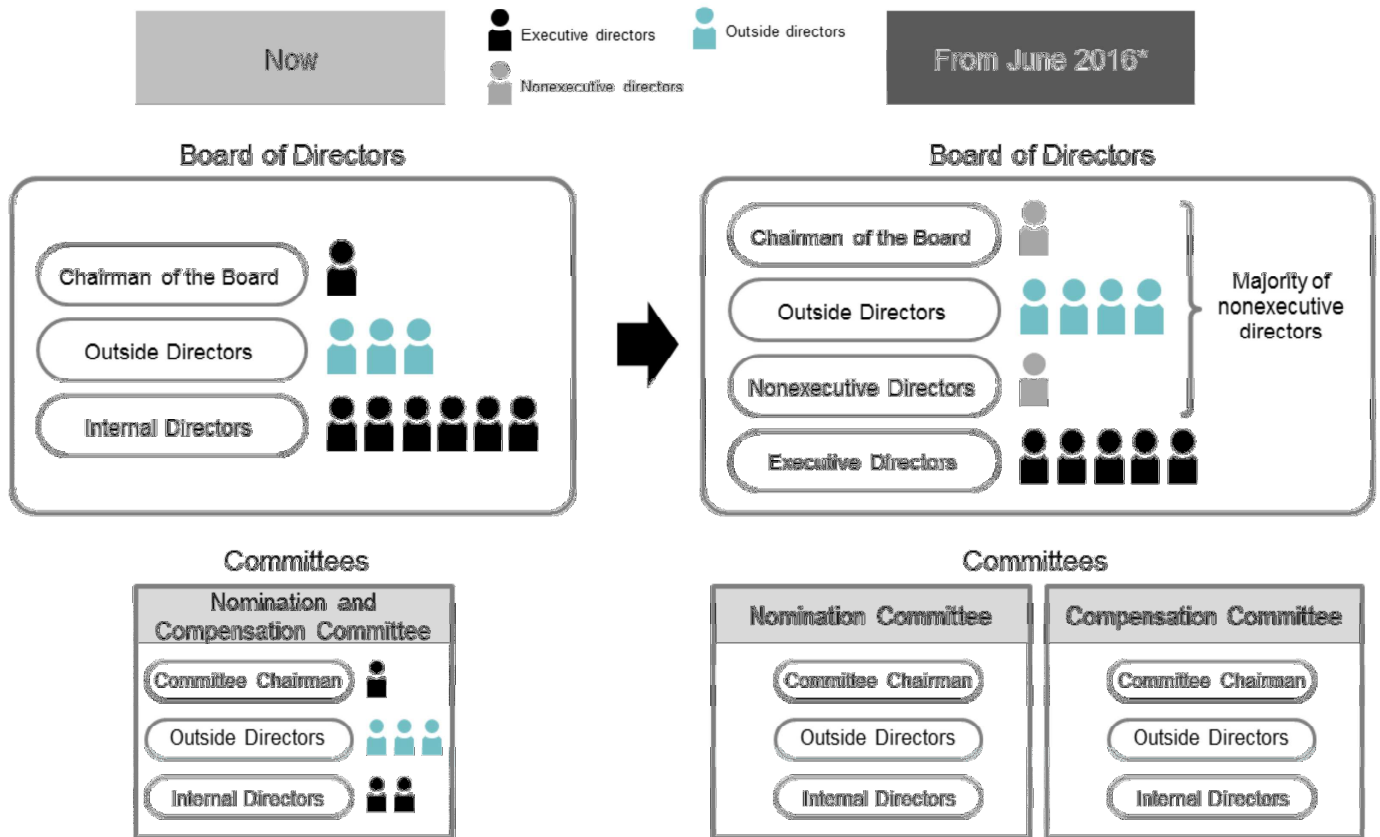 Now
Executive directors
Outside directors
Nonexecutive directors
From June 2016*
Board of Directors
Chairman of the Board
Outside Directors
Internal Directors
Board of Directors
Chairman of the Board
Outside Directors
Nonexecutive Directors
Executive Directors
Majority of
nonexecutive
directors
Committees
Nomination and
Compensation Committee
Committee Chairman
Outside Directors
Internal Directors
Committees
Nomination Committee
Committee Chairman
Outside Directors
Internal Directors
Compensation Committee
Committee Chairman
Outside Directors
Internal Directors